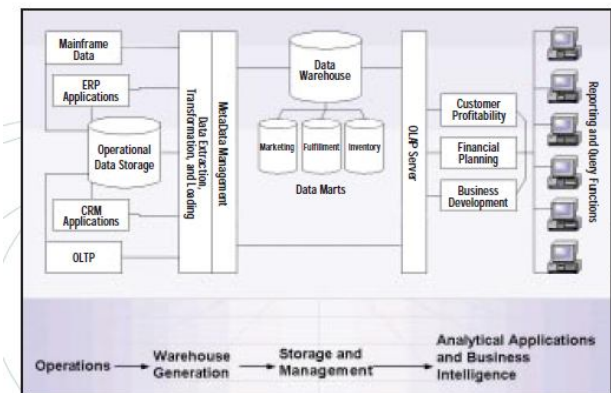 Mainframe
Data
ERP
Applications
Operational
Data Storage
CRM
Applications
OLTP
Data Extraction,
Transformation, and Loading
MetaData Management
Data
Warehouse
Marketing
Fulfillment
Inventory
Data Marts
OLAP Server
Customer
Profitability
Financial
Planning
Business
Development
Reporting and Query Functions
Operations
Warehouse
Generation
Storage and
Management
Analytical Applications
and Business
Intelligence